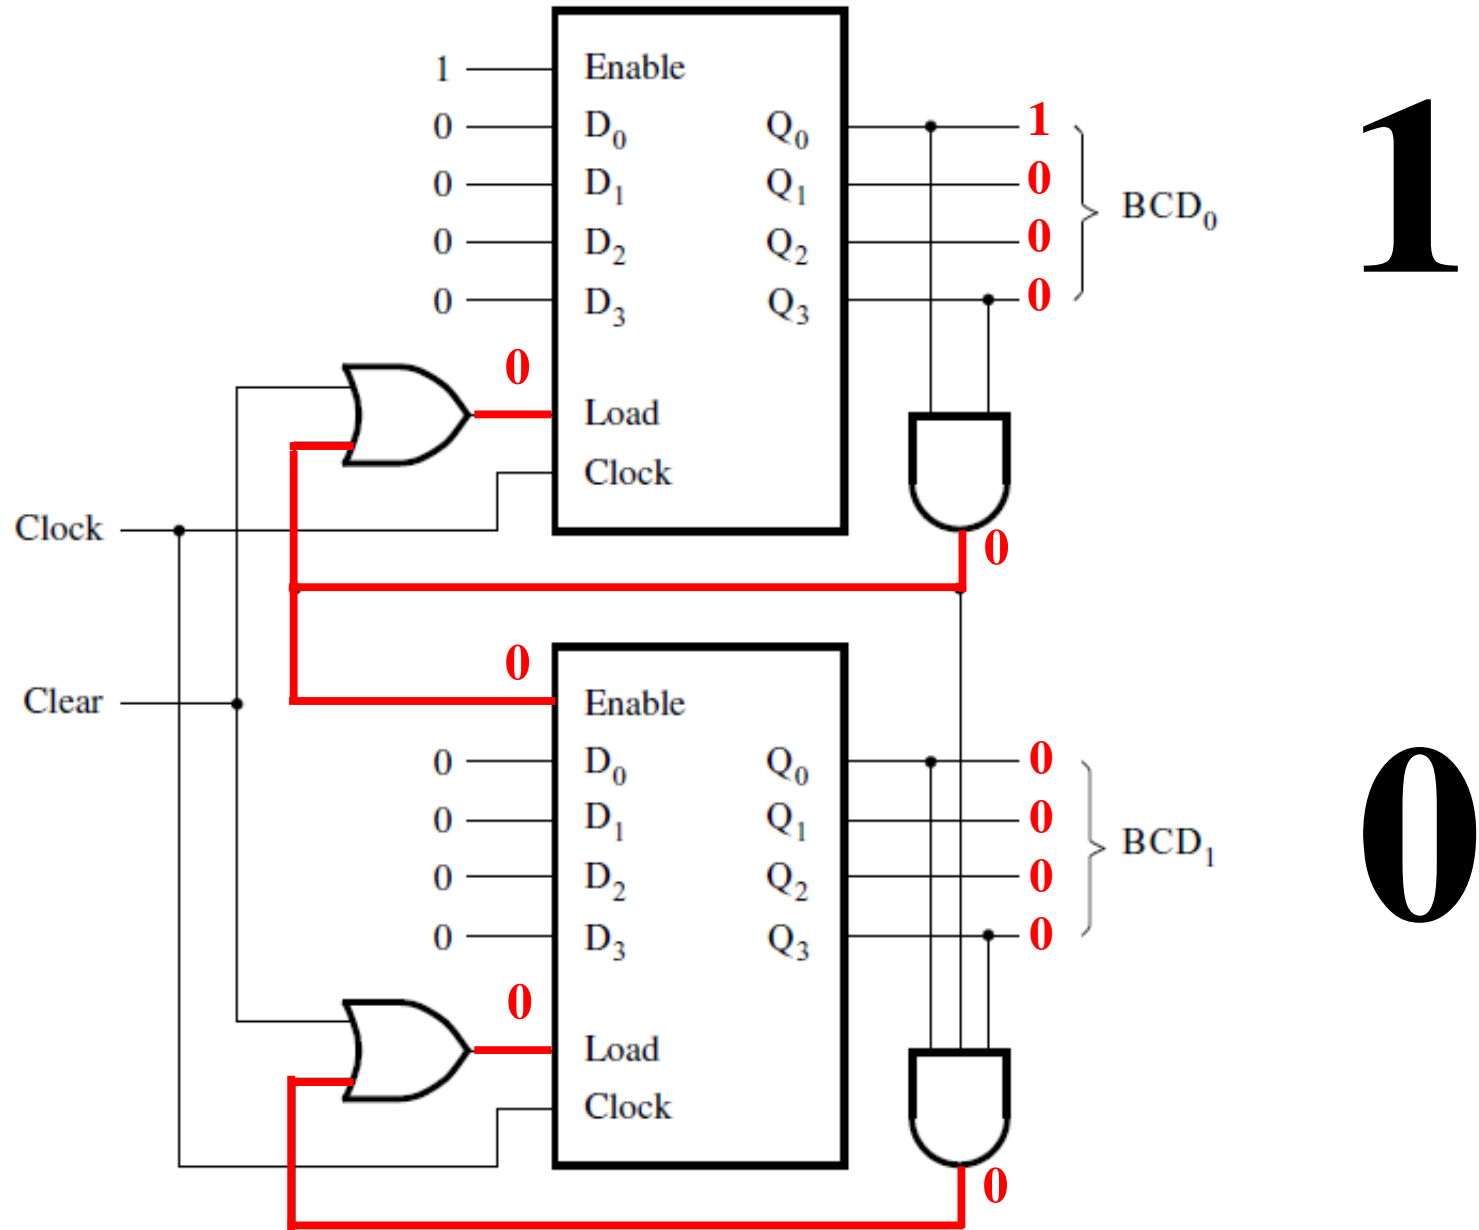 1 Enable
0 D0 Q0 1
0 D1 Q1 0
0 D2 Q2 0 BCD0 1
0 D3 Q3 0
0
Load
Clock
Clock
0
0
Clear Enable
0 D0 Q0 0
0 D1 Q1 0
0 D2 Q2 0 BCD1 0
0 D3 Q3 0
0
Load
Clock
0